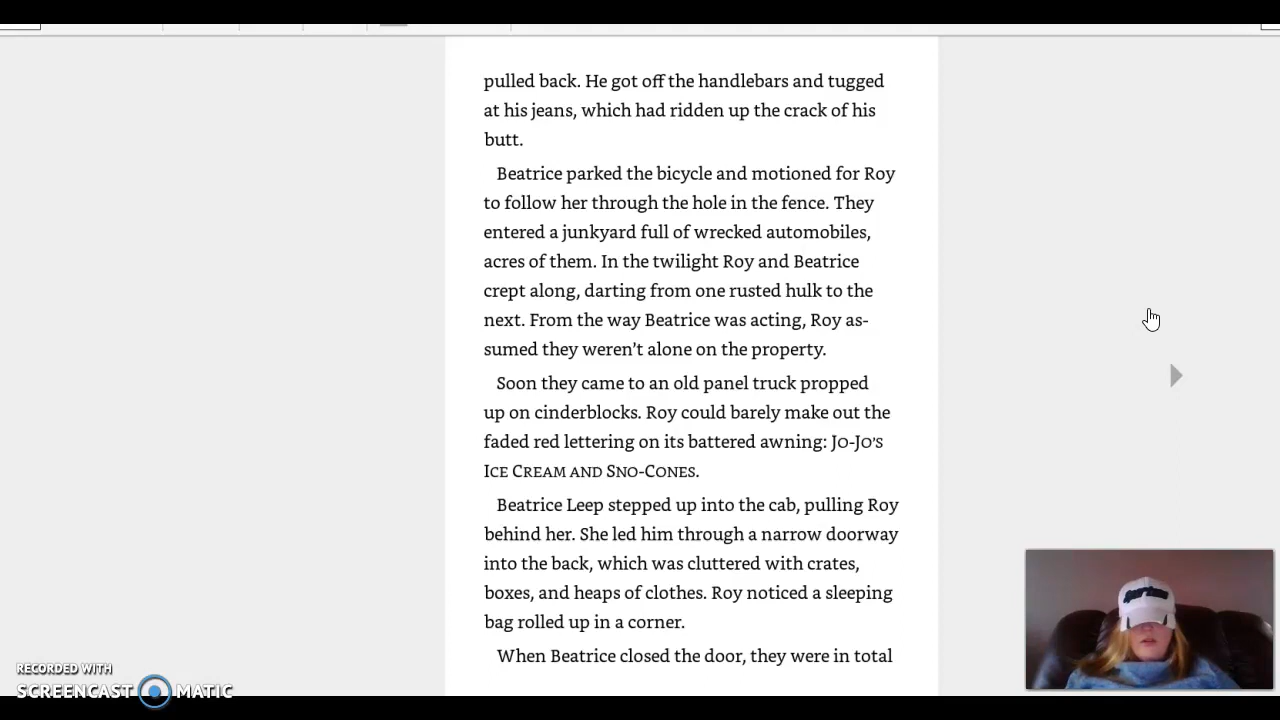 pulled back. He got off the handlebars and tugged
at his jeans, which had ridden up the crack of his
butt.
Beatrice parked the bicycle and motioned for Roy
to follow her through the hole in the fence. They
entered a junkyard full of wrecked automobiles,
acres of them. In the twilight Roy and Beatrice
crept along, darting from one rusted hulk to the
next. From the way Beatrice was acting, Roy as-
sumed they weren’t alone on the property.
Soon they came to an old panel truck propped
up on cinderblocks. Roy could barely make out the
faded red lettering on its battered awning: JO-JO’S
ICE CREAM AND SNO-CONES.
Beatrice Leep stepped up into the cab, pulling Roy
behind her. She led him through a narrow doorway
into the back, which was cluttered with crates,
boxes, and heaps of clothes. Roy noticed a sleeping
bag rolled up in a corner.
When Beatrice closed the door, they were in total
RECORDED WITH
SCREENCAST MATIC